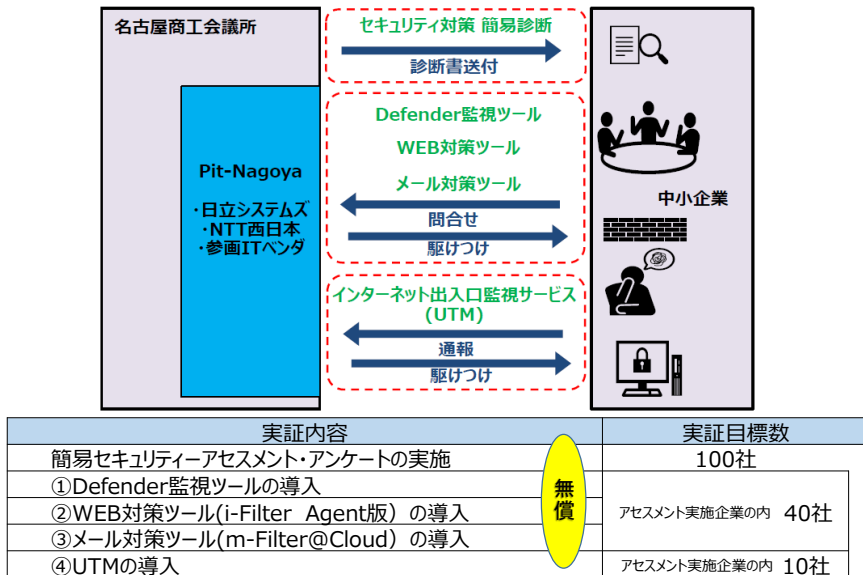 名古屋商工会議所
セキュリティ対策 簡易診断
診断書送付
Pit-Nagoya
・日立システムズ
・NTT西日本
・参画ITベンダ
Defender監視ツール
WEB対策ツール
メール対策ツール
問合せ
駆けつけ
インターネット出入口監視サービス
(UTM)
通報
駆けつけ
中小企業
実証内容
実証目標数
簡易セキュリティーアセスメント・アンケートの実施
100社
①Defender監視ツールの導入
②WEB対策ツール(i-Filter Agent版）の導入
③メール対策ツール(m-Filter@Cloud）の導入
アセスメント実施企業の内 40社
④UTMの導入
アセスメント実施企業の内 10社
無
償